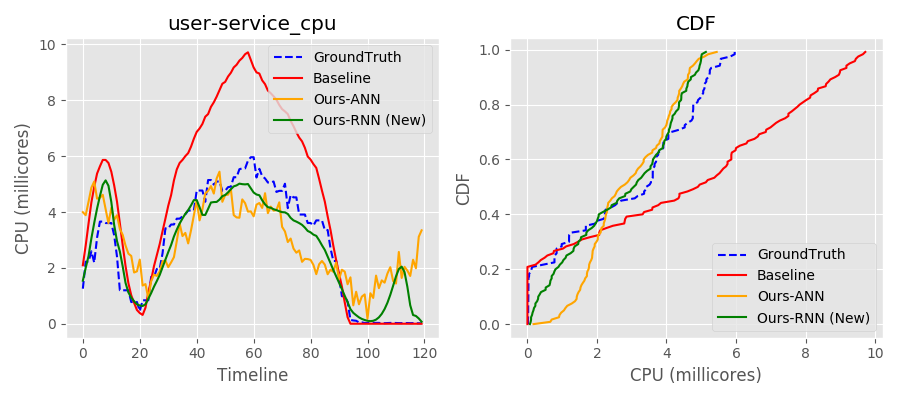 user-service_cpu
CPU (millicores)
10
8
6
4
2
0
0 20 40 60 80 100 120
Timeline
GroundTruth
Baseline
Ours-ANN
Ours-RNN (New)
CDF
CDF
1.0
0.8
0.6
0.4
0.2
0.0
0 2 4 6 8 10
CPU (millicores)
GroundTruth
Baseline
Ours-ANN
Ours-RNN (New)